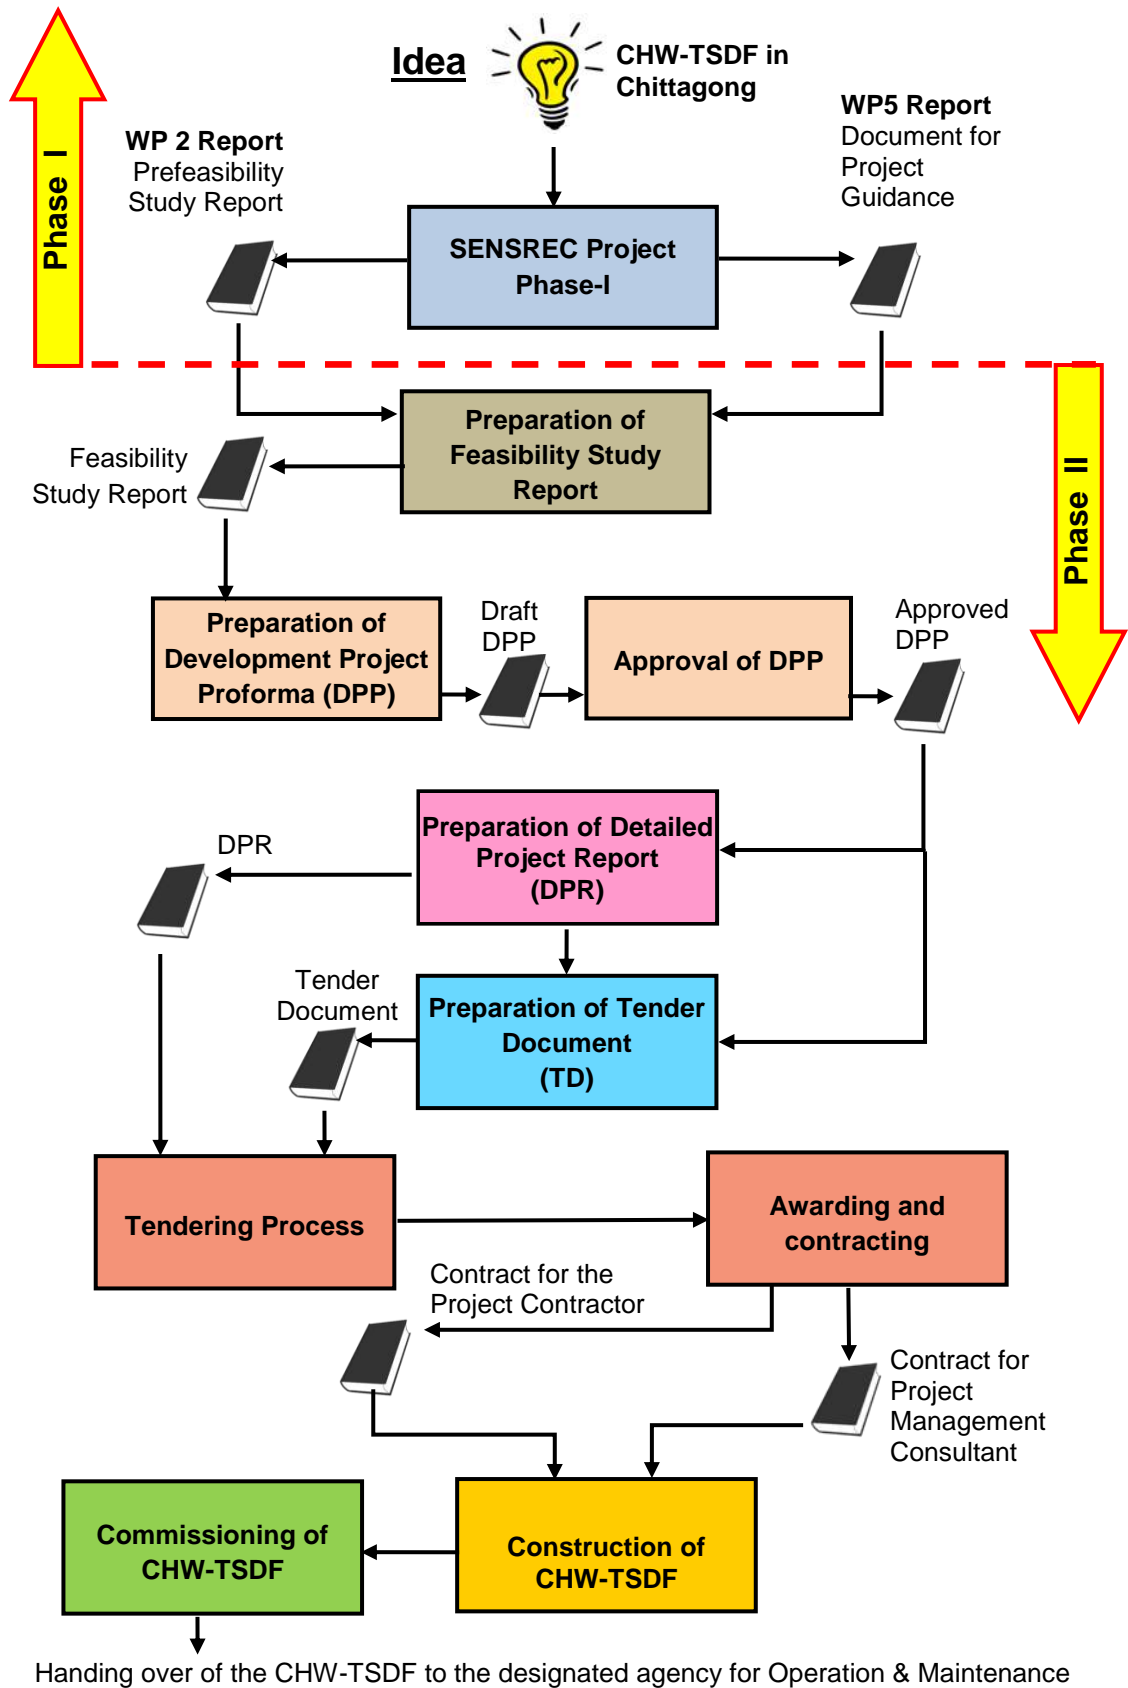 Idea
CHW-TSDF in
Chittagong
WP5 Report
Document for
Project
Guidance
WP 2 Report
Prefeasibility
Study Report
Phase I
SENSREC Project
Phase-I
Preparation of
Feasibility Study
Report
Feasibility
Study Report
Phase II
Preparation of
Development Project
Proforma (DPP)
Draft
DPP
Approval of DPP
Approved
DPP
Preparation of Detailed
Project Report
(DPR)
DPR
Tender
Document
Preparation of Tender
Document
(TD)
Tendering Process
Awarding and
contracting
Contract for the
Project Contractor
Contract for
Project
Management
Consultant
Commissioning of
CHW-TSDF
Construction of
CHW-TSDF
Handing over of the CHW-TSDF to the designated agency for Operation & Maintenance